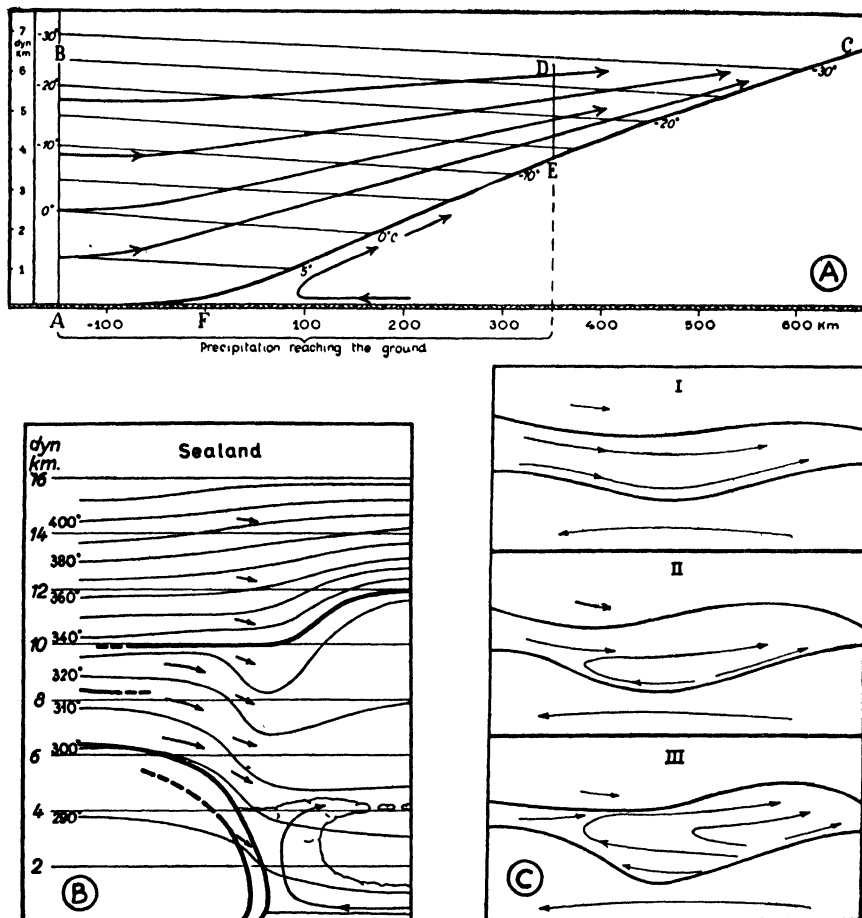 7
dyn
Km
-30°
B
6
D
C
-30°
-20°
5
-20°
4
-10°
E
-10°
3
0°
2
0°C
1
5°
A
A -100 F 100 200 300 400 500 600 Km
Precipitation reaching the ground
dyn
km.
Sealand
16
400°
14
380°
12
360°
340°
10
320°
8
310°
300°
6
4
290°
2
B
I
II
III
C